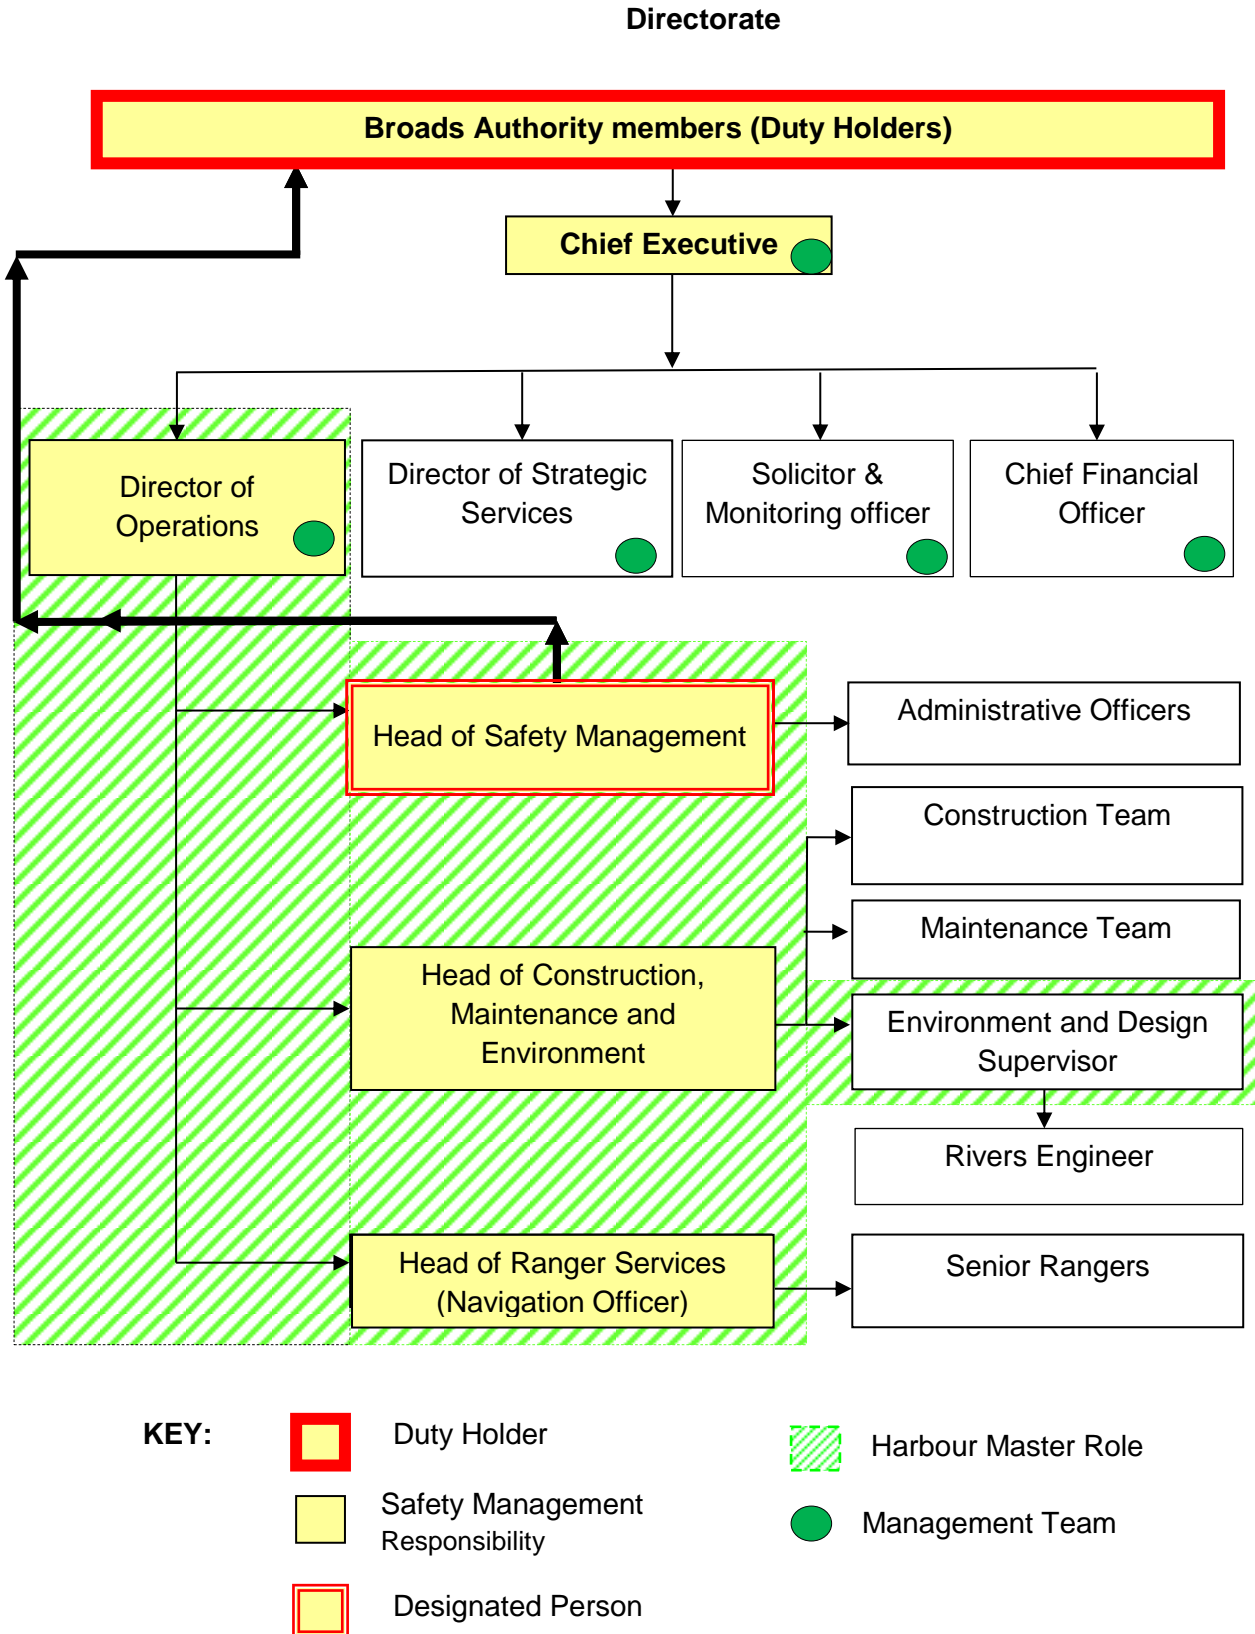 Directorate
Broads Authority members (Duty Holders)
Chief Executive
Director of
Operations
Director of Strategic
Services
Solicitor &
Monitoring officer
Chief Financial
Officer
Head of Safety Management
Administrative Officers
Construction Team
Maintenance Team
Head of Construction,
Maintenance and
Environment
Environment and Design
Supervisor
Rivers Engineer
Head of Ranger Services
(Navigation Officer)
Senior Rangers
KEY:
Duty Holder
Harbour Master Role
Safety Management
Responsibility
Management Team
Designated Person